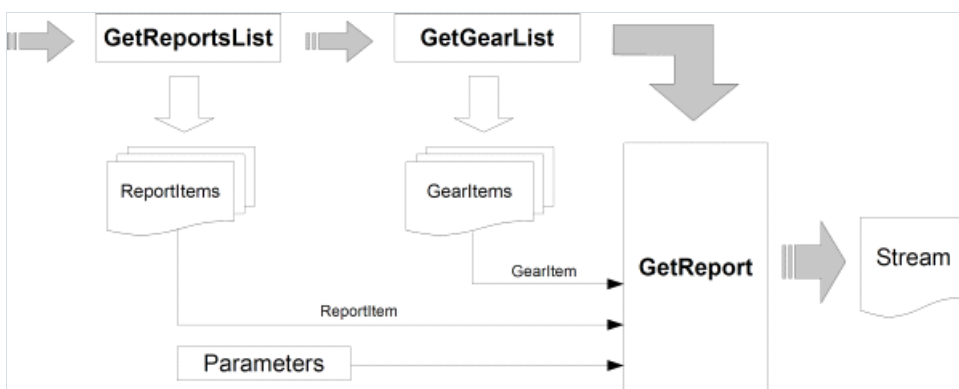 GetReportsList
GetGearList
ReportItems
GearItems
GearItem
GetReport
Stream
ReportItem
Parameters